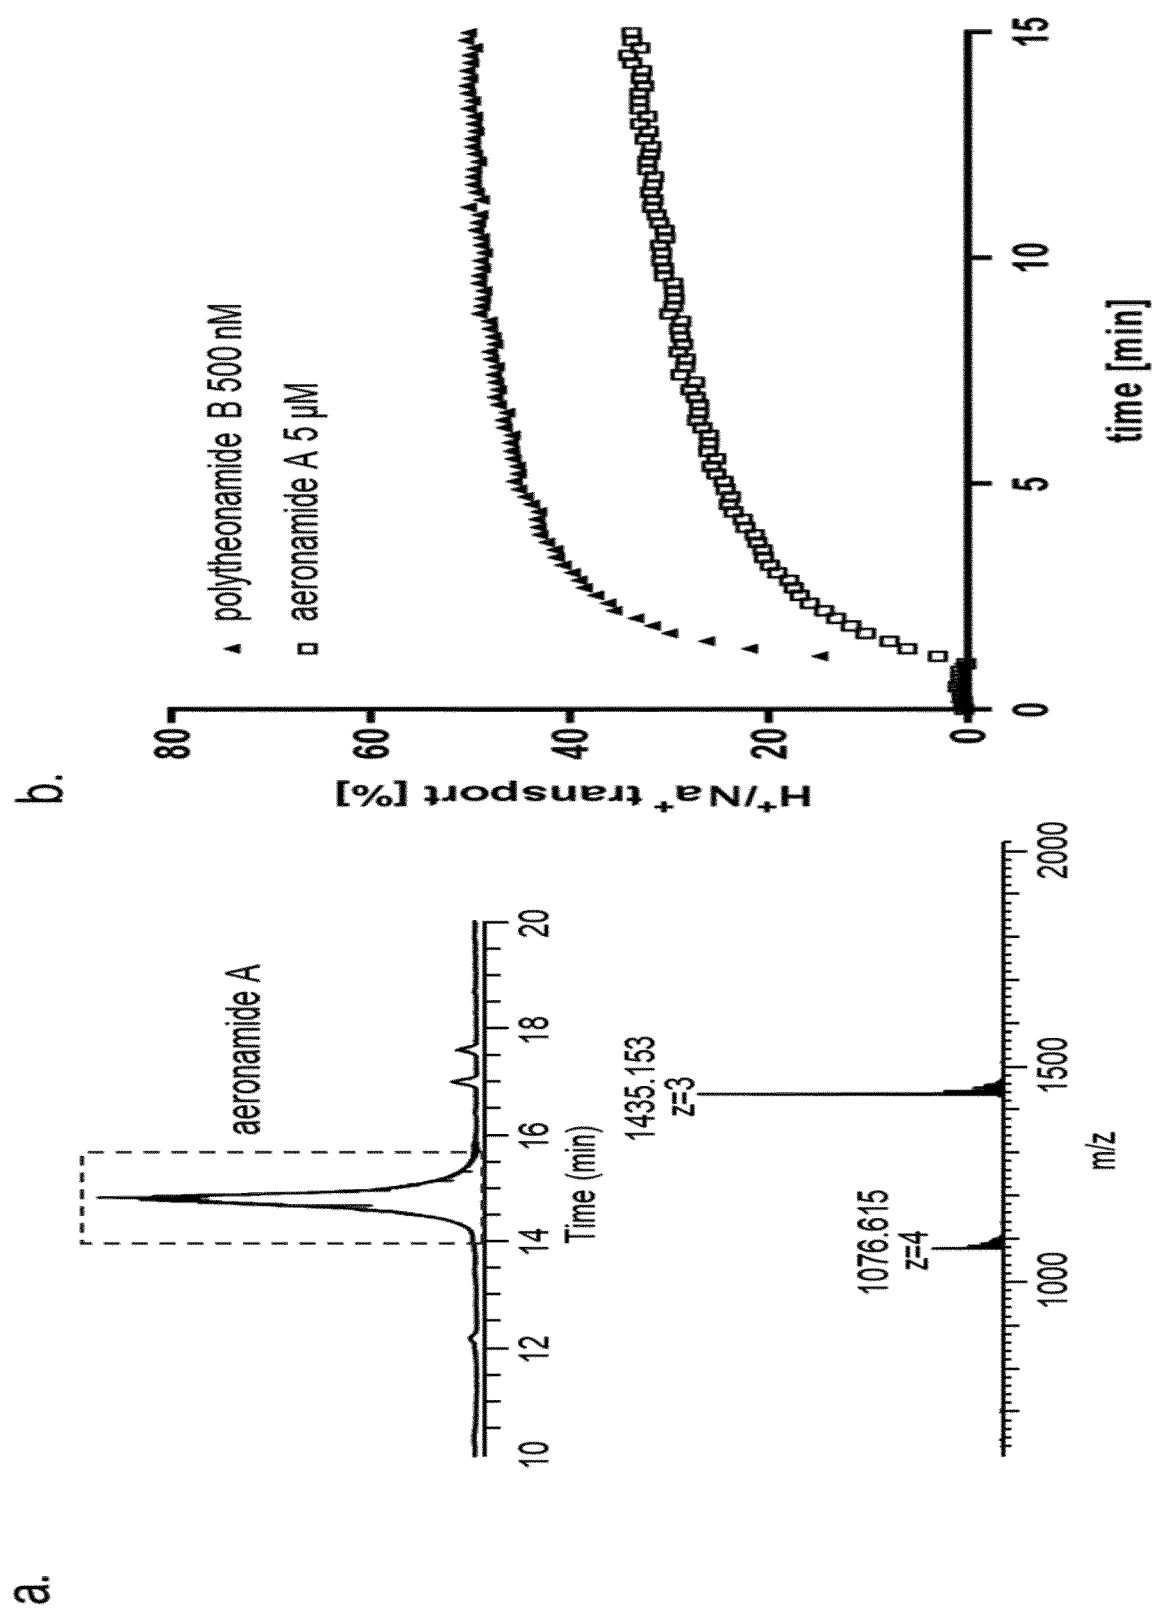 a.
aeronamide A
10 12 14 16 18 20
Time (min)
1435.153
z=3
1076.615
z=4
1000 1500 2000
m/z
b.
polytheonamide B 500 nM
aeronamide A 5 µM
H⁺/Na⁺ transport [%]
80
60
40
20
0
0 5 10 15
time [min]